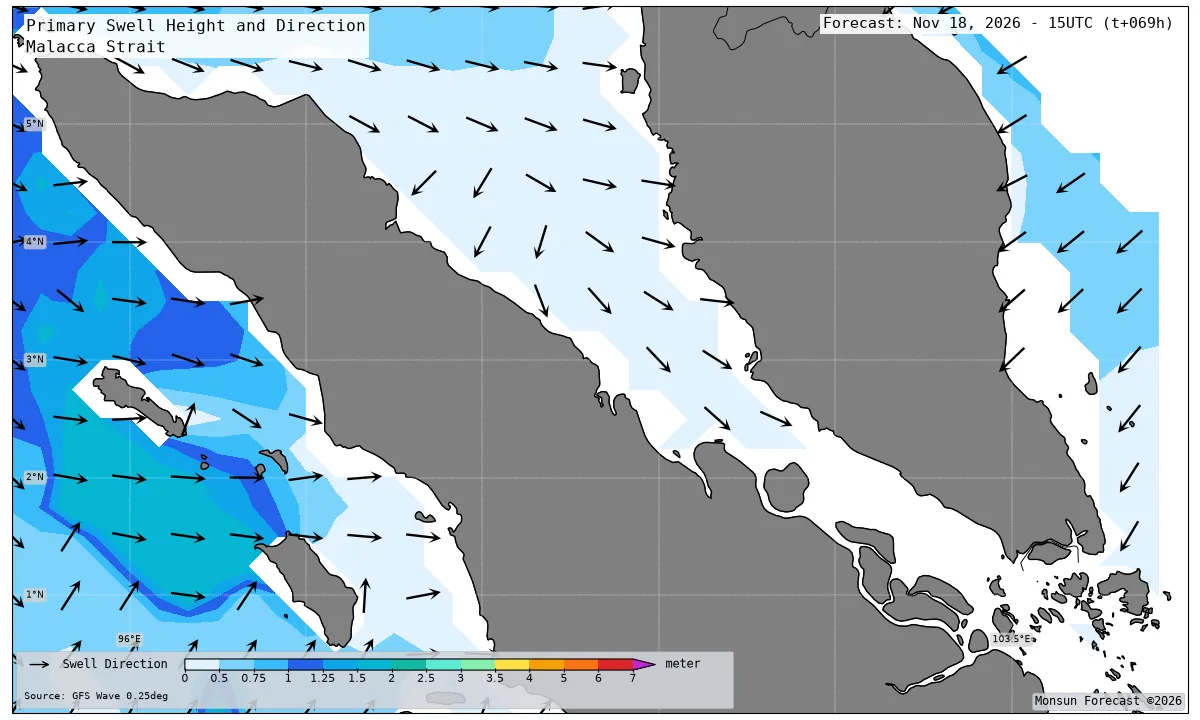 Primary Swell Height and Direction
Malacca Strait
Forecast: Nov 18, 2026 - 15UTC (t+069h)
5°N
4°N
3°N
2°N
1°N
96°E
103.5°E
Swell Direction
meter
0 0.5 0.75 1 1.25 1.5 2 2.5 3 3.5 4 5 6 7
Source: GFS Wave 0.25deg
Monsun Forecast ©2026